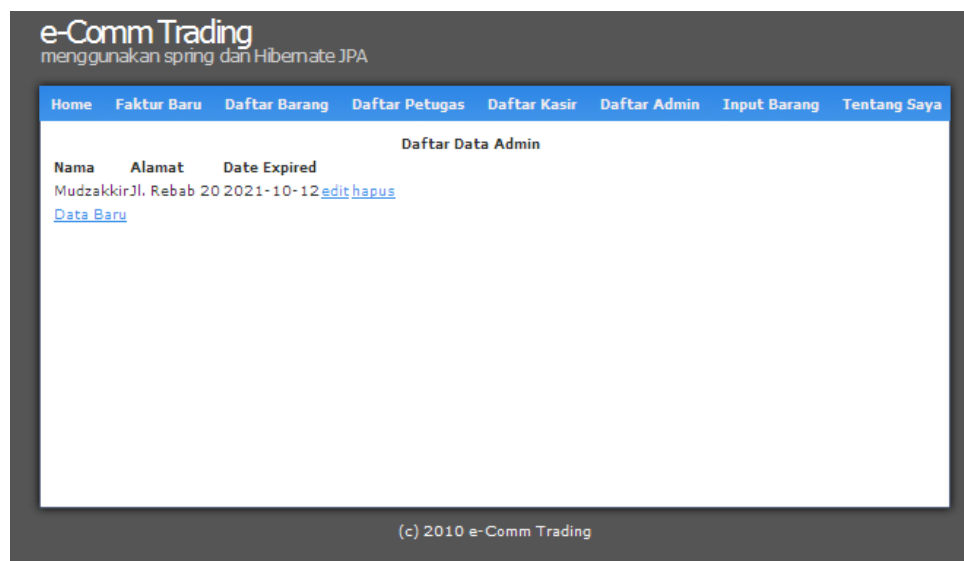 e-Comm Trading
menggunakan spring dan Hibernate JPA
Home Faktur Baru Daftar Barang Daftar Petugas Daftar Kasir Daftar Admin Input Barang Tentang Saya
Daftar Data Admin
Nama Alamat Date Expired
Mudzakkir Jl. Rebab 20 2021-10-12 edit hapus
Data Baru
(c) 2010 e-Comm Trading